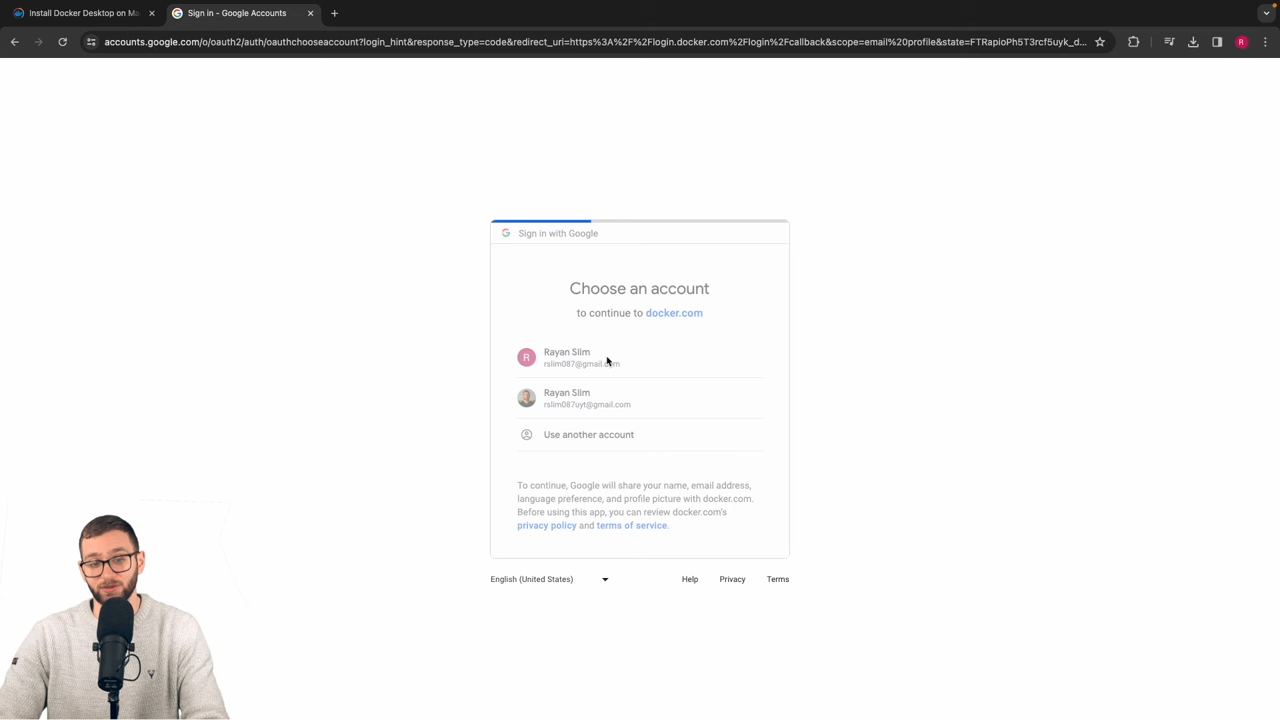 Install Docker Desktop on Ma
Sign in - Google Accounts
accounts.google.com/o/oauth2/auth/oauthchooseaccount?login_hint&response_type=code&redirect_uri=https%3A%2F%2Flogin.docker.com%2Flogin%2Fcallback&scope=email%20profile&state=FTRapioPh5T3rcf5uyk_d...
R
G Sign in with Google
Choose an account
to continue to docker.com
R
Rayan Slim
rslim087@gmail.com
Rayan Slim
rslim087uyt@gmail.com
Use another account
To continue, Google will share your name, email address,
language preference, and profile picture with docker.com.
Before using this app, you can review docker.com's
privacy policy and terms of service.
English (United States)
Help
Privacy
Terms